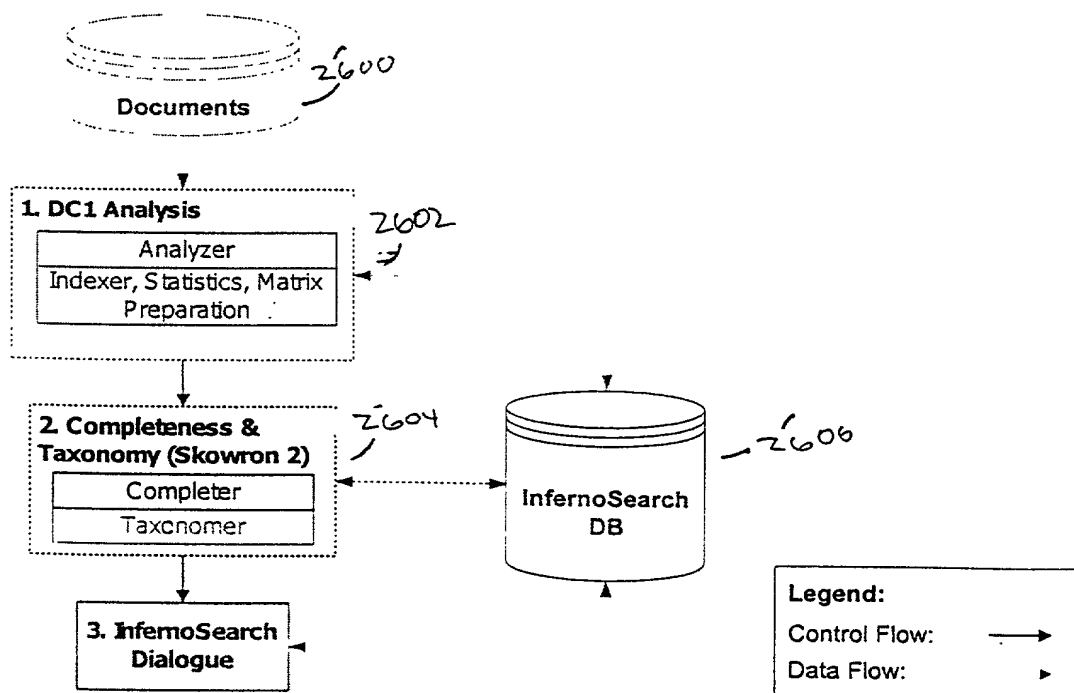 2600
Documents
1. DC1 Analysis
2602
Analyzer
Indexer, Statistics, Matrix
Preparation
2. Completeness &
Taxonomy (Skowron 2)
2604
Completer
Taxonomer
2606
InfernoSearch
DB
3. InfernoSearch
Dialogue
Legend:
Control Flow:
Data Flow: